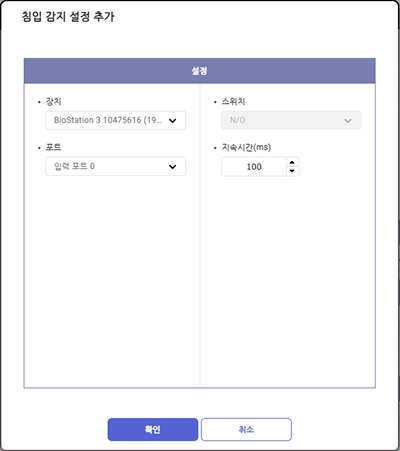 침입 감지 설정 추가
설정
• 장치
BioStation 3 10475616 (19...
• 포트
입력 포트 0
• 스위치
N/O
• 지속시간(ms)
100
확인
취소